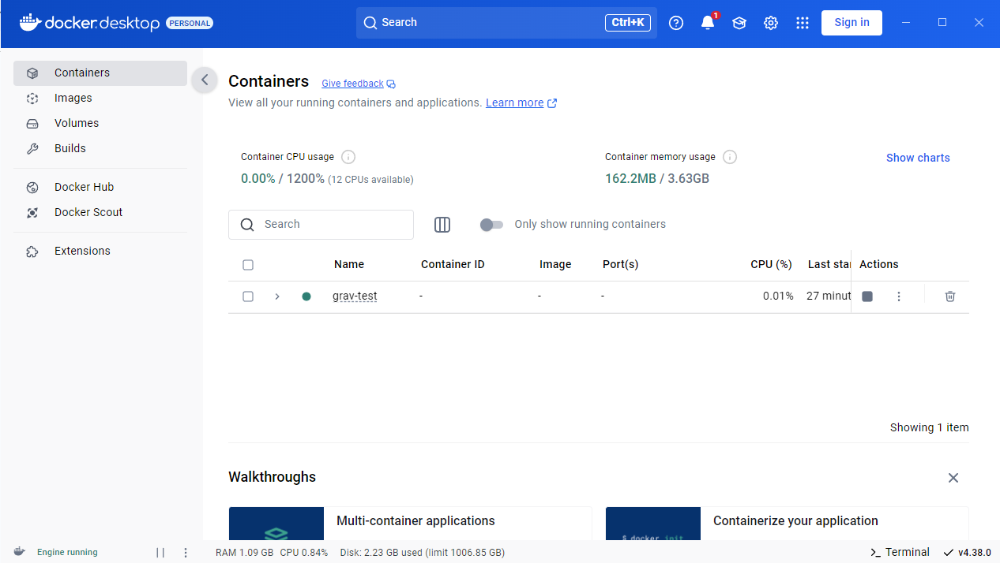 docker.desktop PERSONAL
Search
Ctrl+K
1
Sign in
Containers
Images
Volumes
Builds
Docker Hub
Docker Scout
Extensions
Containers Give feedback
View all your running containers and applications. Learn more
Container CPU usage
0.00% / 1200% (12 CPUs available)
Container memory usage
162.2MB / 3.63GB
Show charts
Search
Only show running containers
Name Container ID Image Port(s) CPU (%) Last star Actions
grav-test - - - 0.01% 27 minut
Showing 1 item
Walkthroughs
Multi-container applications
$ docker init
Containerize your application
Engine running
RAM 1.09 GB CPU 0.84% Disk: 2.23 GB used (limit 1006.85 GB)
Terminal
v4.38.0